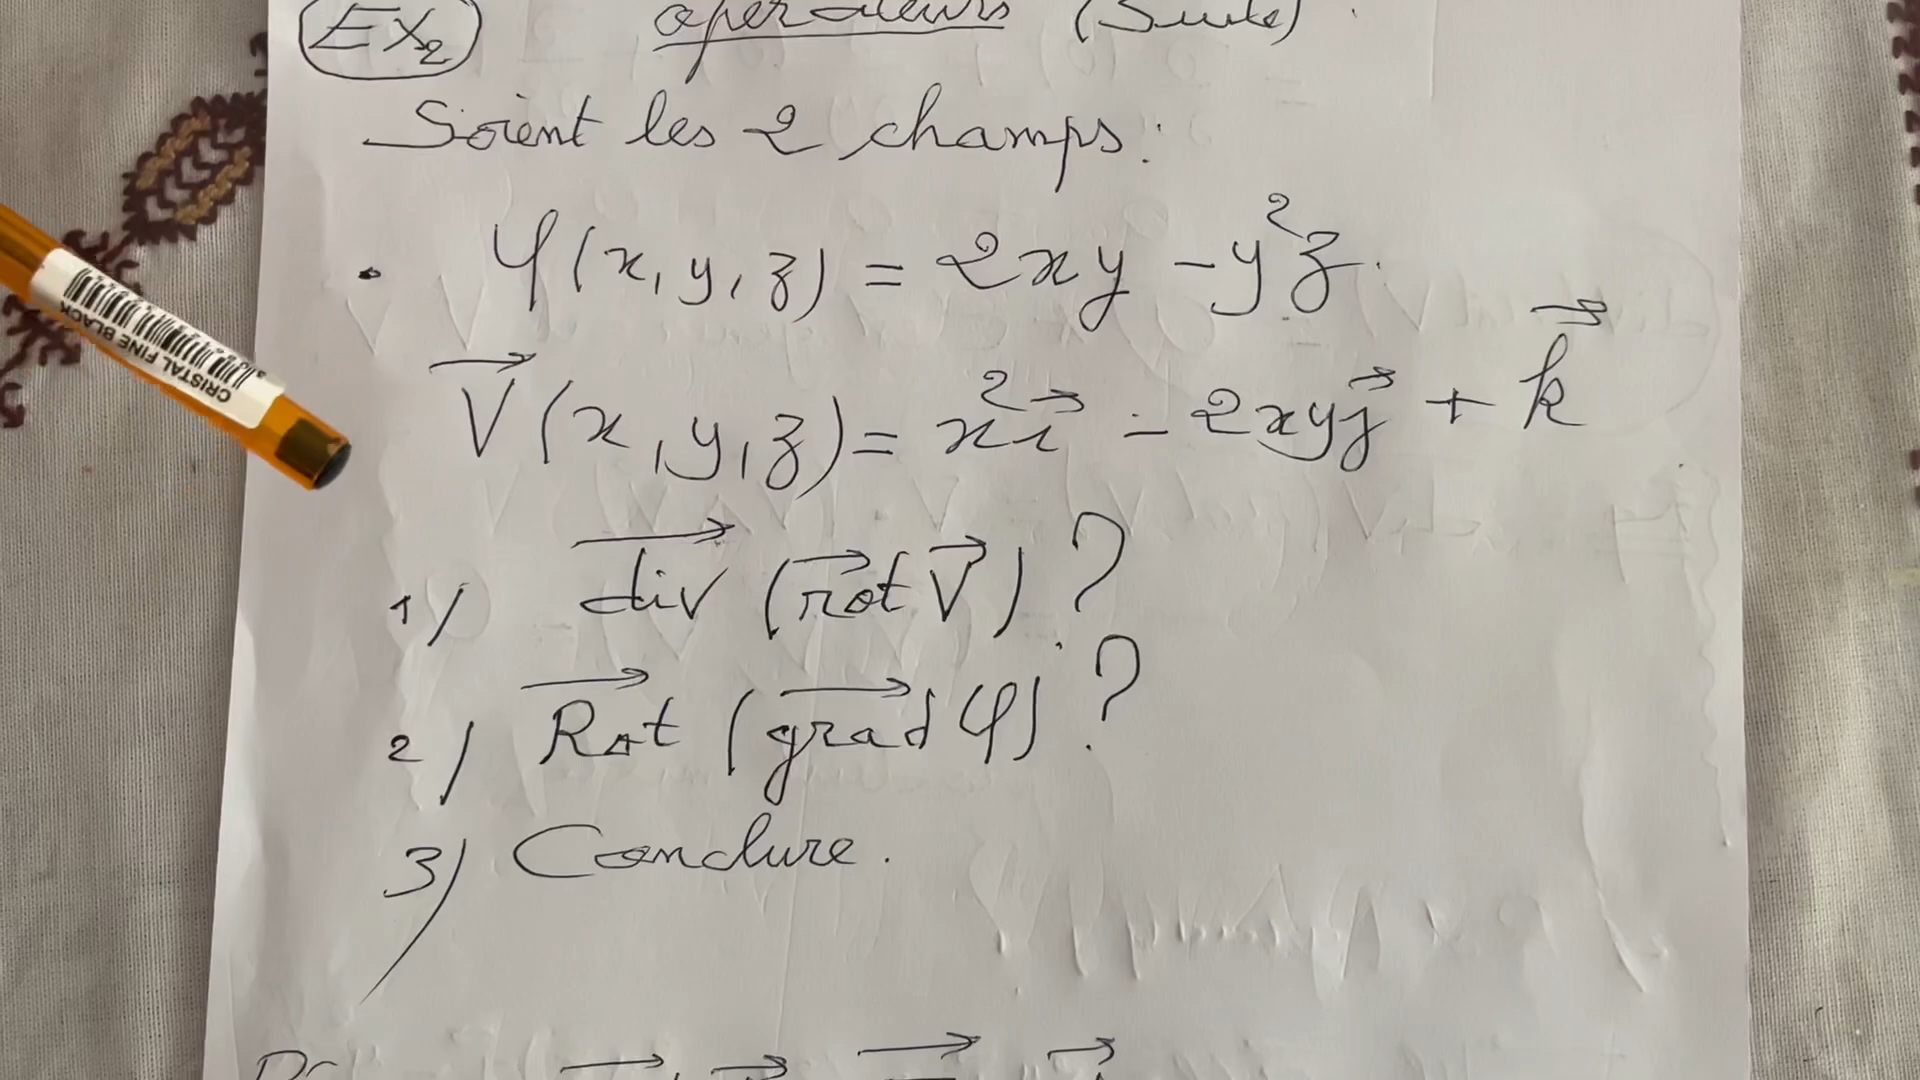 Ex2 opérateurs (Suite).
Soient les 2 champs:
• φ(x, y, z) = 2xy - y²z.
V⃗(x, y, z) = x²i⃗ - 2xyj⃗ + k⃗
CRISTAL FINE BLACK
1/ div⃗ (rot⃗ V⃗) ?
2/ Rot⃗ (grad⃗ φ) ?
3/ Conclure.